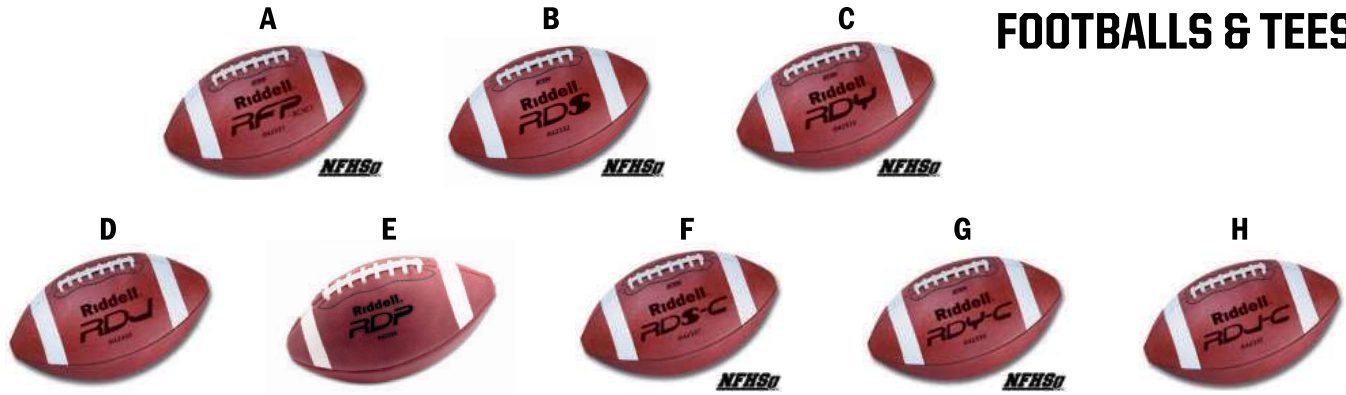 A
B
C
FOOTBALLS & TEES
Riddell
RFP
NFHS
Riddell
RDS
NFHS
Riddell
RDY
NFHS
D
E
F
G
H
Riddell
RDJ
Riddell
RDP
Riddell
RDS-C
NFHS
Riddell
RDY-C
NFHS
Riddell
RDJ-C